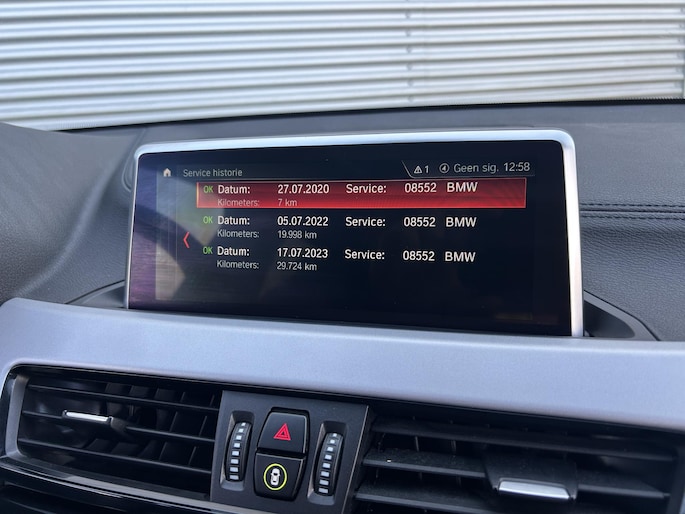 Service historie 1 Geen sig. 12:58
OK Datum: 27.07.2020 Service: 08552 BMW
Kilometers: 7 km
OK Datum: 05.07.2022 Service: 08552 BMW
Kilometers: 19.998 km
OK Datum: 17.07.2023 Service: 08552 BMW
Kilometers: 29.724 km